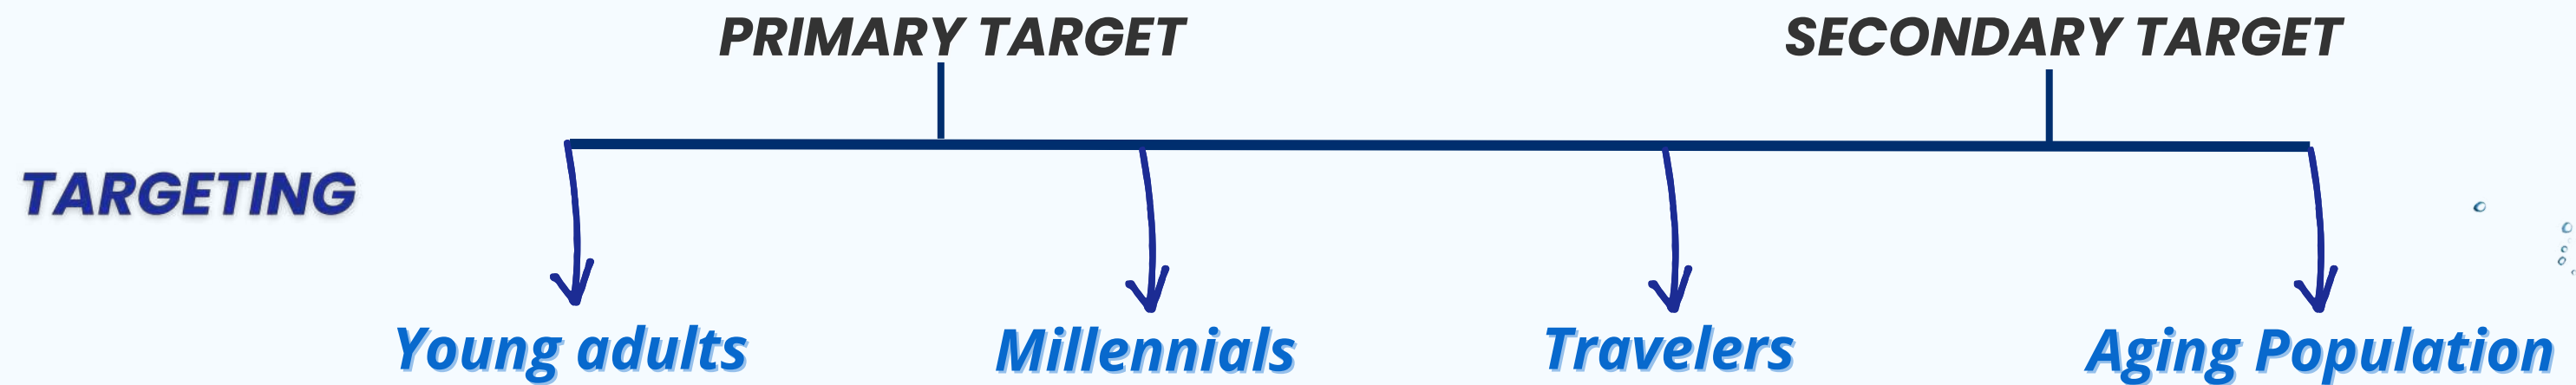 PRIMARY TARGET
SECONDARY TARGET
TARGETING
Young adults
Millennials
Travelers
Aging Population